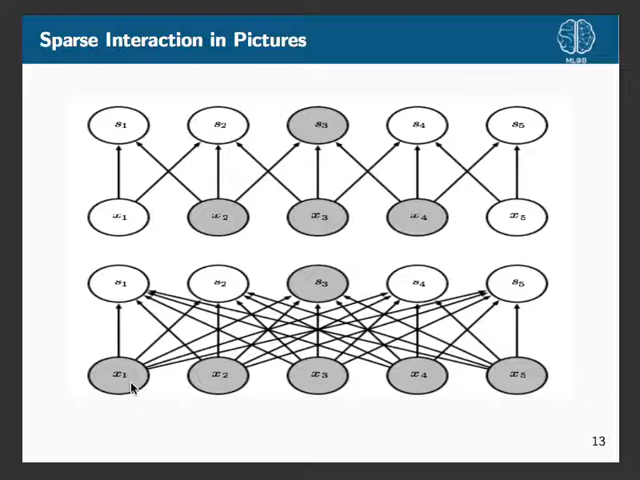 Sparse Interaction in Pictures
ML@B
s₁ s₂ s₃ s₄ s₅
x₁ x₂ x₃ x₄ x₅
s₁ s₂ s₃ s₄ s₅
x₁ x₂ x₃ x₄ x₅
13